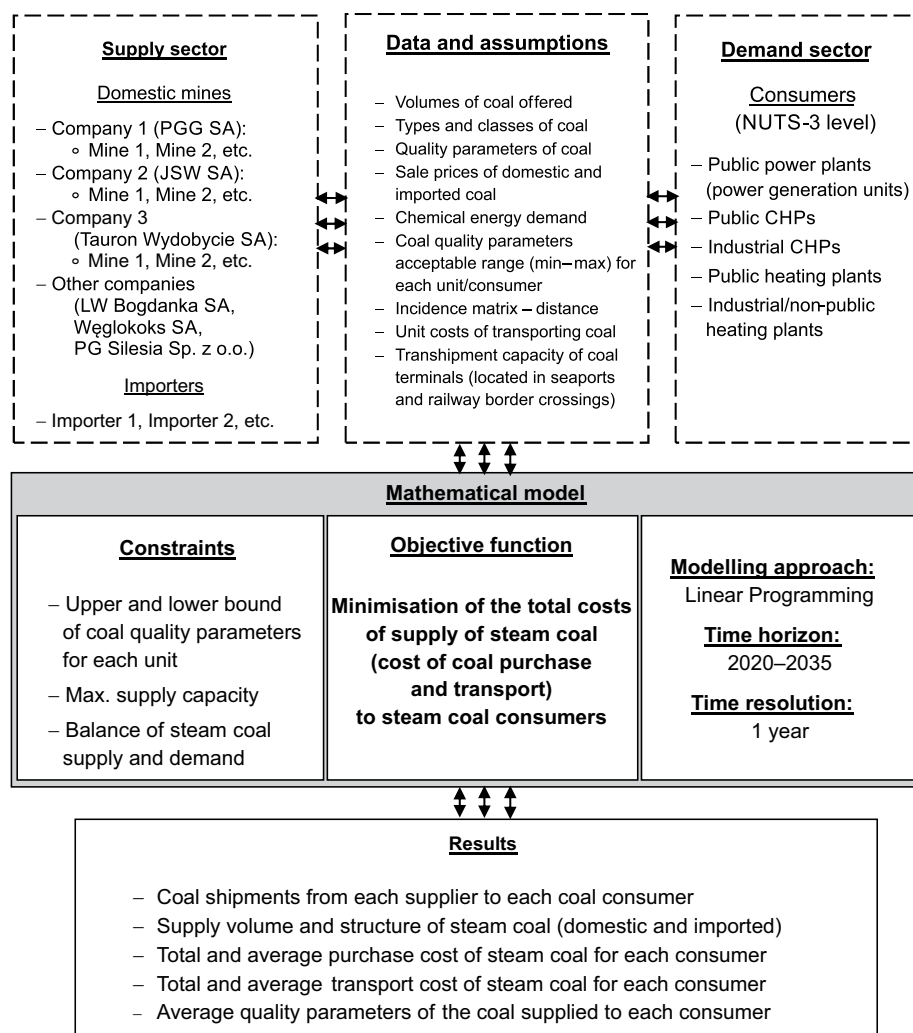 Supply sector
Domestic mines
– Company 1 (PGG SA):
∘ Mine 1, Mine 2, etc.
– Company 2 (JSW SA):
∘ Mine 1, Mine 2, etc.
– Company 3
(Tauron Wydobycie SA):
∘ Mine 1, Mine 2, etc.
– Other companies
(LW Bogdanka SA,
Węglokoks SA,
PG Silesia Sp. z o.o.)
Importers
– Importer 1, Importer 2, etc.
Data and assumptions
– Volumes of coal offered
– Types and classes of coal
– Quality parameters of coal
– Sale prices of domestic and
imported coal
– Chemical energy demand
– Coal quality parameters
acceptable range (min–max) for
each unit/consumer
– Incidence matrix – distance
– Unit costs of transporting coal
– Transhipment capacity of coal
terminals (located in seaports
and railway border crossings)
Demand sector
Consumers
(NUTS-3 level)
– Public power plants
(power generation units)
– Public CHPs
– Industrial CHPs
– Public heating plants
– Industrial/non-public
heating plants
Mathematical model
Constraints
– Upper and lower bound
of coal quality parameters
for each unit
– Max. supply capacity
– Balance of steam coal
supply and demand
Objective function
Minimisation of the total costs
of supply of steam coal
(cost of coal purchase
and transport)
to steam coal consumers
Modelling approach:
Linear Programming
Time horizon:
2020–2035
Time resolution:
1 year
Results
– Coal shipments from each supplier to each coal consumer
– Supply volume and structure of steam coal (domestic and imported)
– Total and average purchase cost of steam coal for each consumer
– Total and average transport cost of steam coal for each consumer
– Average quality parameters of the coal supplied to each consumer